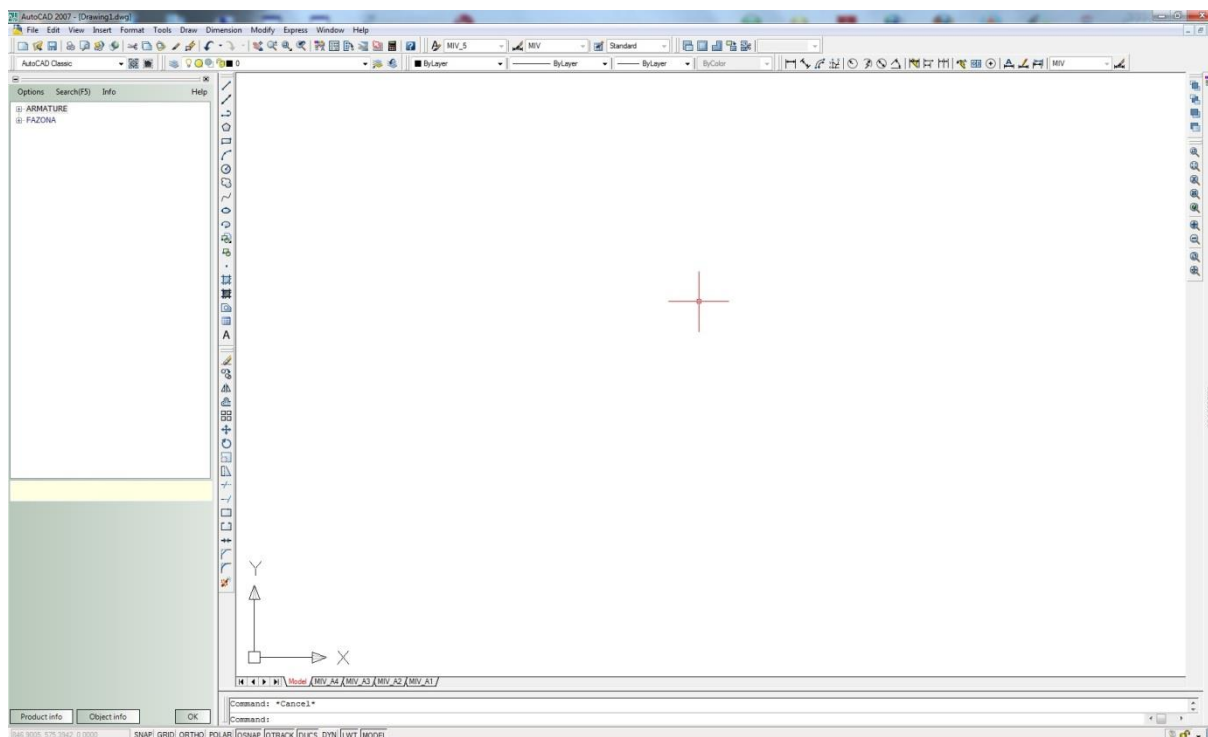 AutoCAD 2007 - [Drawing1.dwg]
File Edit View Insert Format Tools Draw Dimension Modify Express Window Help
MIV_5 MIV Standard
AutoCAD Classic 0 ByLayer ByLayer ByLayer ByColor MIV
Options Search(F5) Info Help
ARMATURE
FAZONA
A
Y
X
Model MIV_A4 MIV_A3 MIV_A2 MIV_A1
Command: *Cancel*
Command:
Product info Object info OK
SNAP GRID ORTHO POLAR OSNAP OTRACK DUCS DYN LWT MODEL